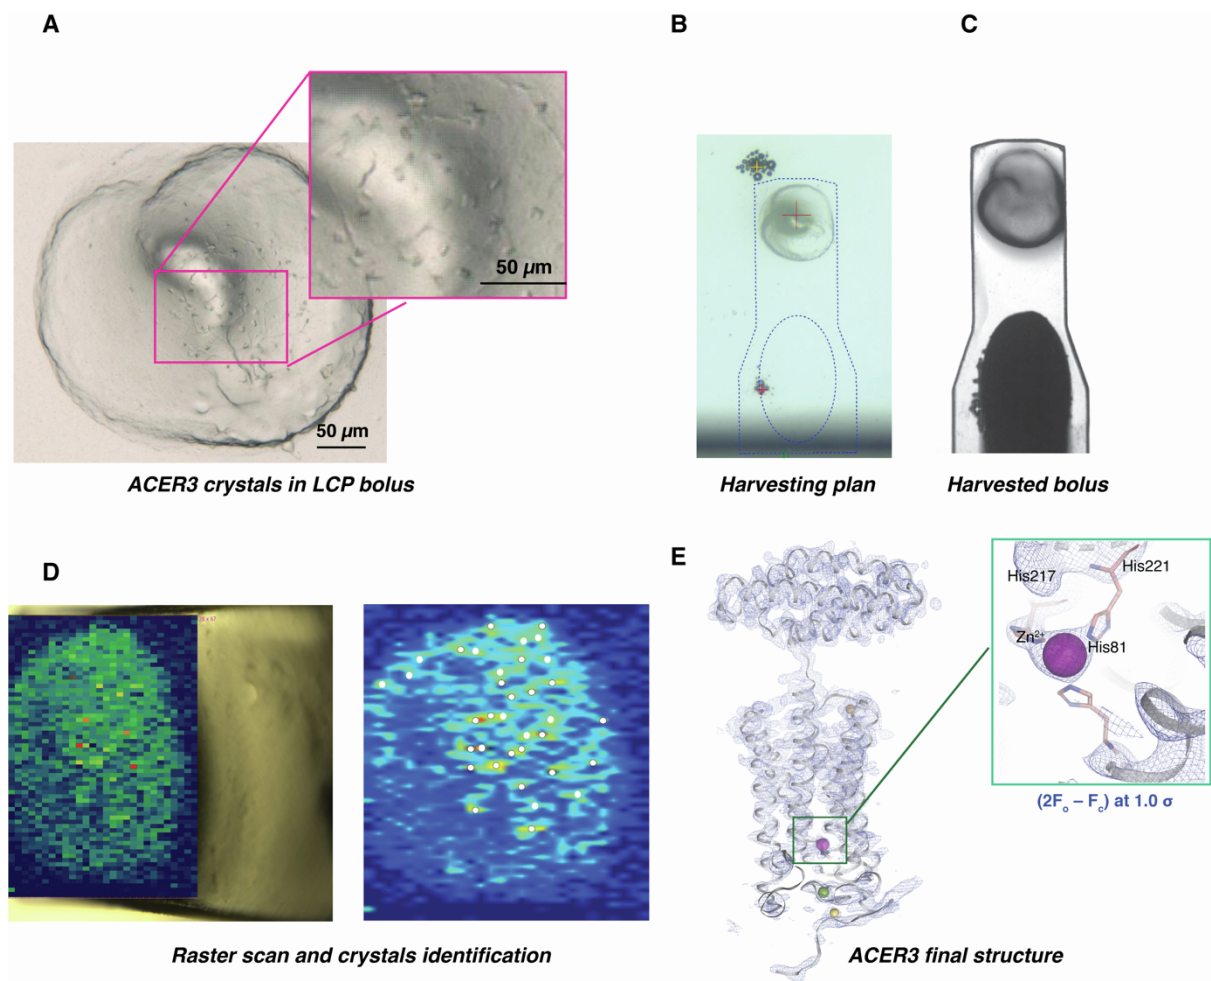 A
B
C
50 µm
50 µm
ACER3 crystals in LCP bolus
Harvesting plan
Harvested bolus
D
E
His217
His221
Zn²⁺
His81
(2Fₒ – F꜀) at 1.0 σ
Raster scan and crystals identification
ACER3 final structure